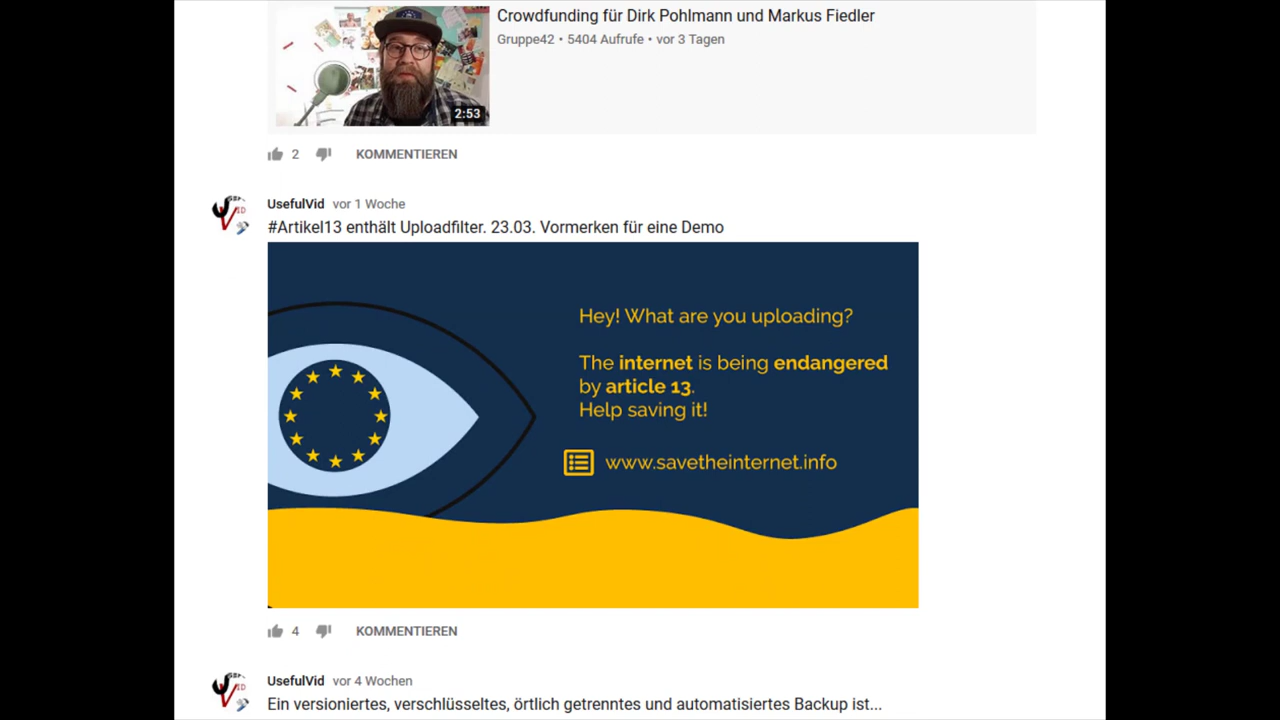 Crowdfunding für Dirk Pohlmann und Markus Fiedler
Gruppe42 • 5404 Aufrufe • vor 3 Tagen
2:53
2 KOMMENTIEREN
UsefulVid vor 1 Woche
#Artikel13 enthält Uploadfilter. 23.03. Vormerken für eine Demo
Hey! What are you uploading?
The internet is being endangered
by article 13.
Help saving it!
www.savetheinternet.info
4 KOMMENTIEREN
UsefulVid vor 4 Wochen
Ein versioniertes, verschlüsseltes, örtlich getrenntes und automatisiertes Backup ist...